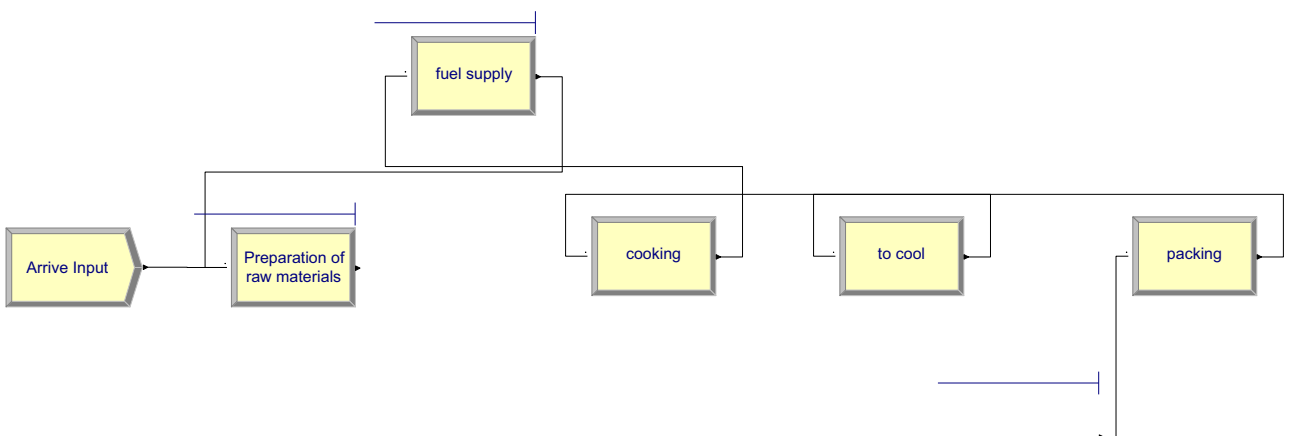 fuel supply
Arrive Input
Preparation of
raw materials
cooking
to cool
packing